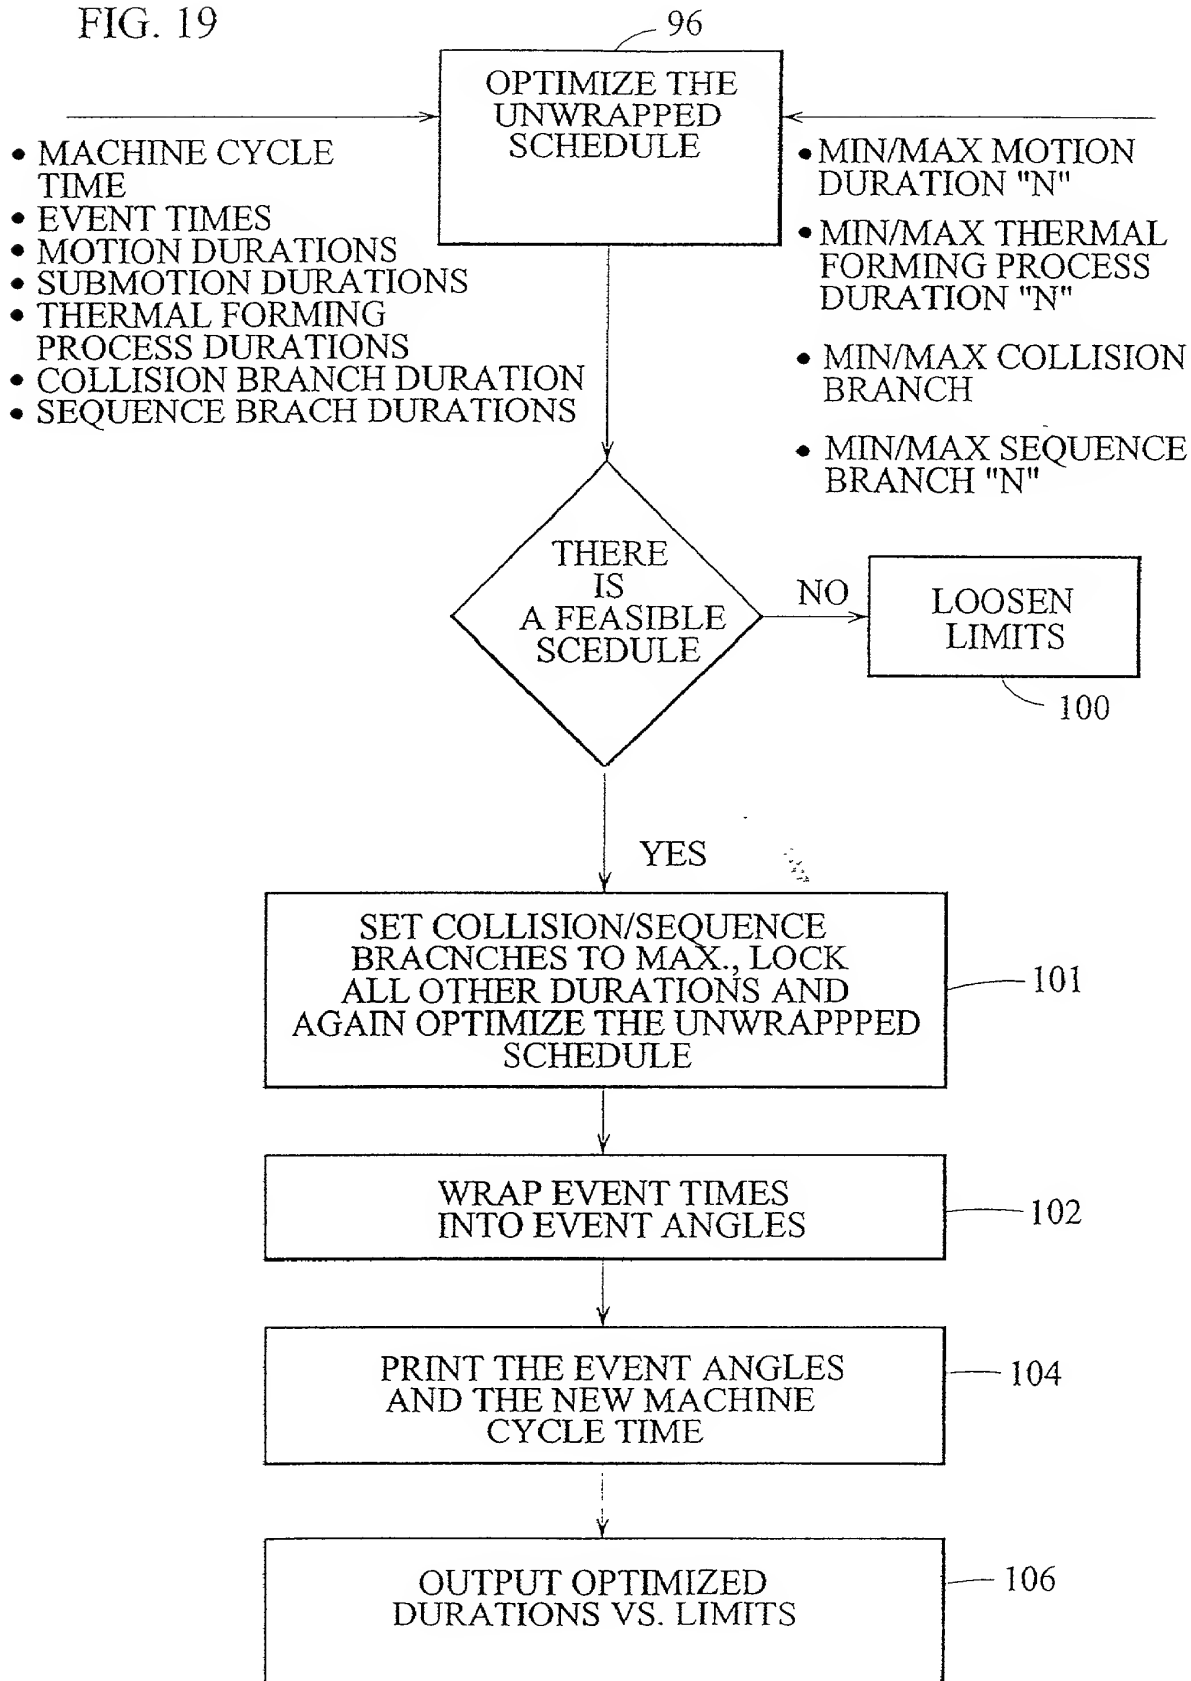 FIG. 19
96
OPTIMIZE THE
UNWRAPPED
SCHEDULE
• MACHINE CYCLE
TIME
• EVENT TIMES
• MOTION DURATIONS
• SUBMOTION DURATIONS
• THERMAL FORMING
PROCESS DURATIONS
• COLLISION BRANCH DURATION
• SEQUENCE BRACH DURATIONS
• MIN/MAX MOTION
DURATION "N"
• MIN/MAX THERMAL
FORMING PROCESS
DURATION "N"
• MIN/MAX COLLISION
BRANCH
• MIN/MAX SEQUENCE
BRANCH "N"
THERE
IS
A FEASIBLE
SCEDULE
NO
LOOSEN
LIMITS
100
YES
SET COLLISION/SEQUENCE
BRACNCHES TO MAX., LOCK
ALL OTHER DURATIONS AND
AGAIN OPTIMIZE THE UNWRAPPPED
SCHEDULE
101
WRAP EVENT TIMES
INTO EVENT ANGLES
102
PRINT THE EVENT ANGLES
AND THE NEW MACHINE
CYCLE TIME
104
OUTPUT OPTIMIZED
DURATIONS VS. LIMITS
106